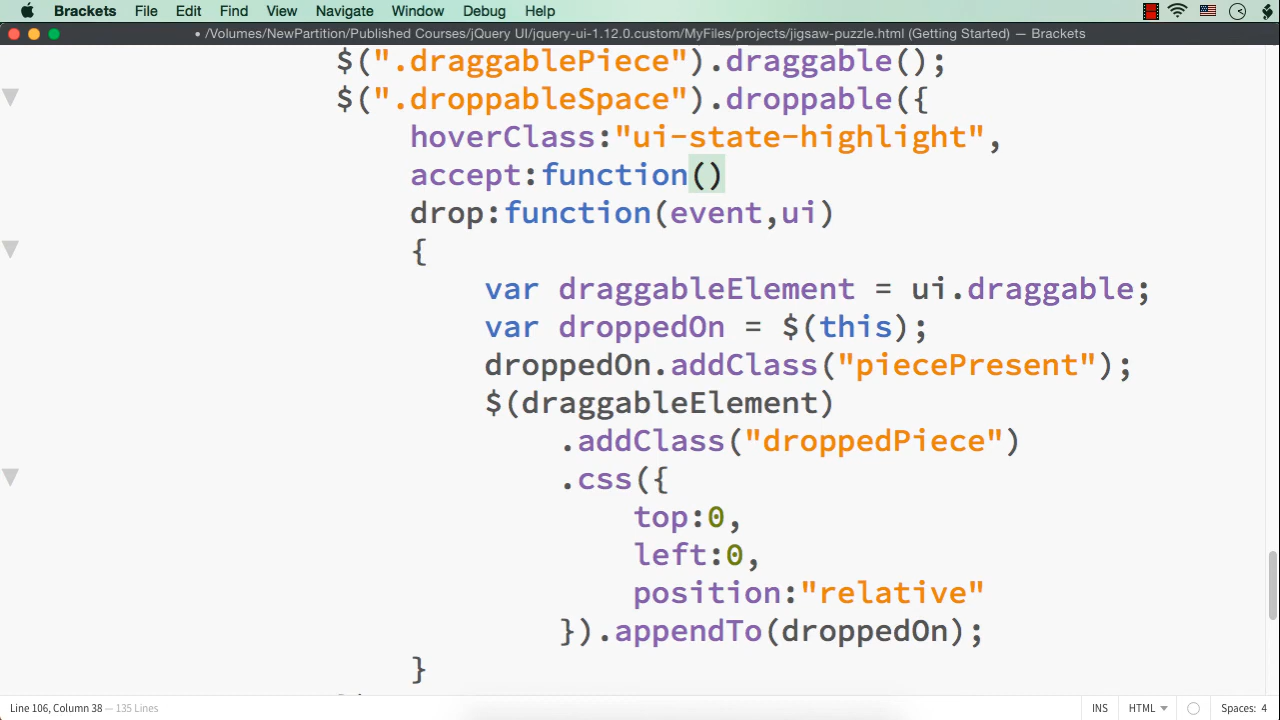 Brackets File Edit Find View Navigate Window Debug Help
• /Volumes/NewPartition/Published Courses/jQuery UI/jquery-ui-1.12.0.custom/MyFiles/projects/jigsaw-puzzle.html (Getting Started) — Brackets
$(".draggablePiece").draggable();
$(".droppableSpace").droppable({
hoverClass:"ui-state-highlight",
accept:function()
drop:function(event,ui)
{
var draggableElement = ui.draggable;
var droppedOn = $(this);
droppedOn.addClass("piecePresent");
$(draggableElement)
.addClass("droppedPiece")
.css({
top:0,
left:0,
position:"relative"
}).appendTo(droppedOn);
}
Line 106, Column 38 — 135 Lines INS HTML Spaces: 4